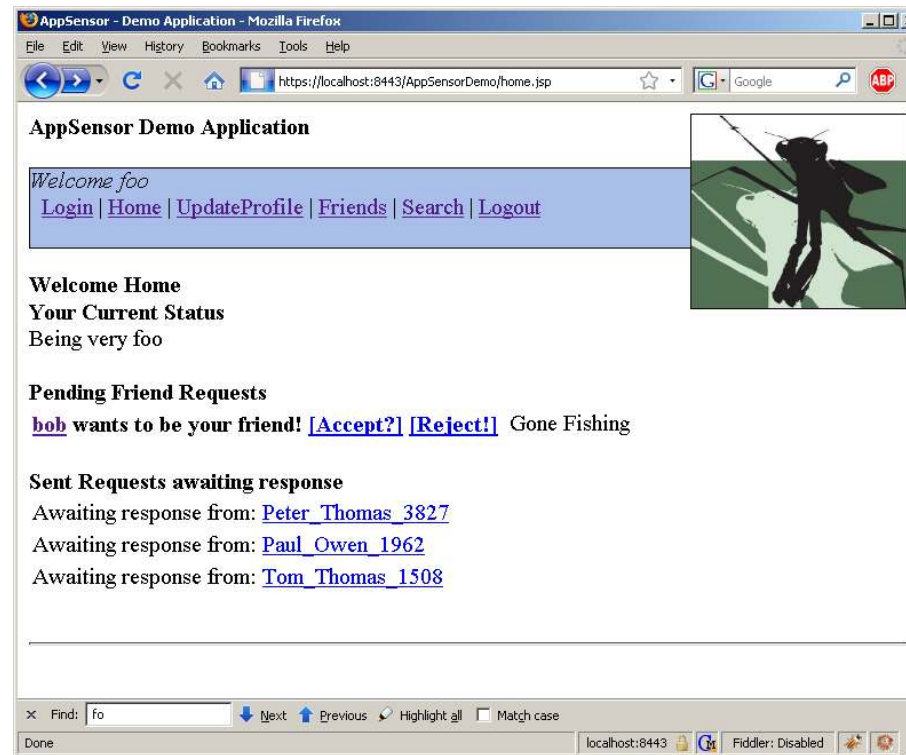 AppSensor - Demo Application - Mozilla Firefox
File Edit View History Bookmarks Tools Help
https://localhost:8443/AppSensorDemo/home.jsp G Google ABP
AppSensor Demo Application
Welcome foo
Login | Home | UpdateProfile | Friends | Search | Logout
Welcome Home
Your Current Status
Being very foo
Pending Friend Requests
bob wants to be your friend! [Accept?] [Reject!] Gone Fishing
Sent Requests awaiting response
Awaiting response from: Peter_Thomas_3827
Awaiting response from: Paul_Owen_1962
Awaiting response from: Tom_Thomas_1508
× Find: fo Next Previous Highlight all Match case
Done localhost:8443 GM Fiddler: Disabled